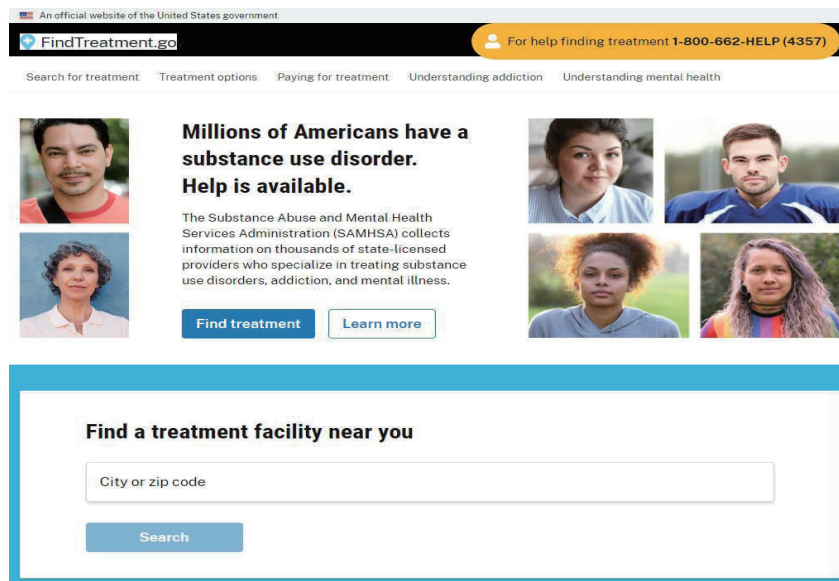 An official website of the United States government
FindTreatment.go
For help finding treatment 1-800-662-HELP (4357)
Search for treatment Treatment options Paying for treatment Understanding addiction Understanding mental health
Millions of Americans have a
substance use disorder.
Help is available.
The Substance Abuse and Mental Health
Services Administration (SAMHSA) collects
information on thousands of state-licensed
providers who specialize in treating substance
use disorders, addiction, and mental illness.
Find treatment Learn more
Find a treatment facility near you
City or zip code
Search